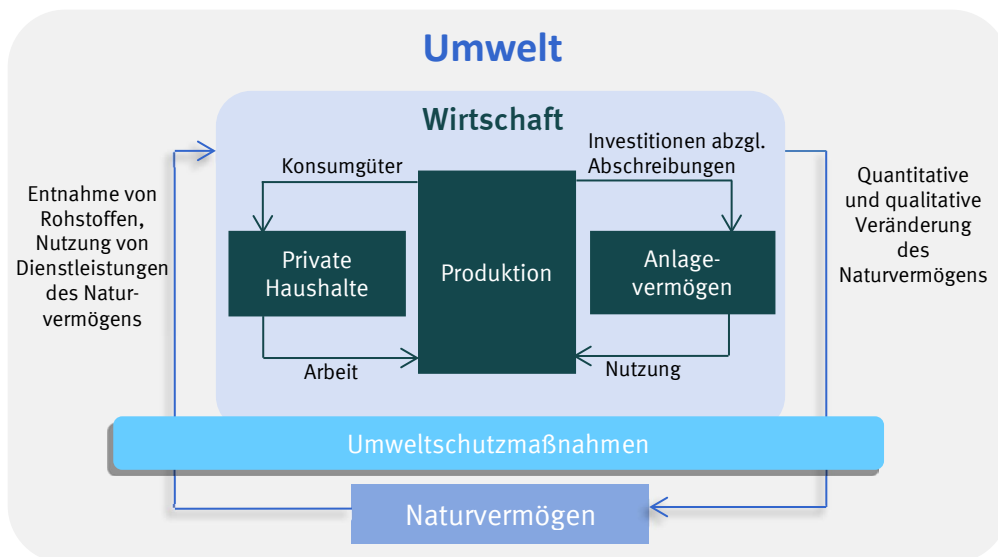 Umwelt
Wirtschaft
Konsumgüter
Investitionen abzgl.
Abschreibungen
Entnahme von
Rohstoffen,
Nutzung von
Dienstleistungen
des Natur-
vermögens
Private
Haushalte
Produktion
Anlage-
vermögen
Quantitative
und qualitative
Veränderung
des
Naturvermögens
Arbeit
Nutzung
Umweltschutzmaßnahmen
Naturvermögen